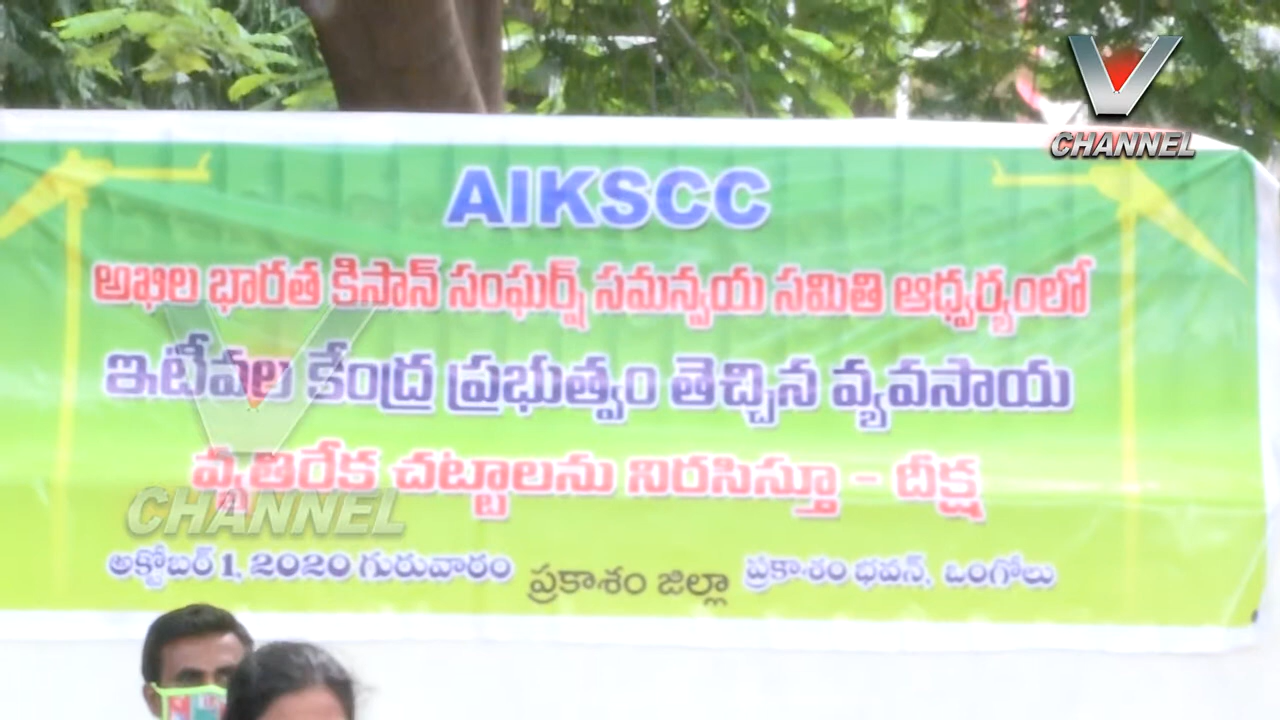 V
CHANNEL
AIKSCC
అఖిల భారత కిసాన్ సంఘర్ష్ సమన్వయ సమితి ఆధ్వర్యంలో
ఇటీవల కేంద్ర ప్రభుత్వం తెచ్చిన వ్యవసాయ
వ్యతిరేక చట్టాలను నిరసిస్తూ - దీక్ష
V
CHANNEL
అక్టోబర్ 1, 2020 గురువారం ప్రకాశం జిల్లా ప్రకాశం భవన్, ఒంగోలు